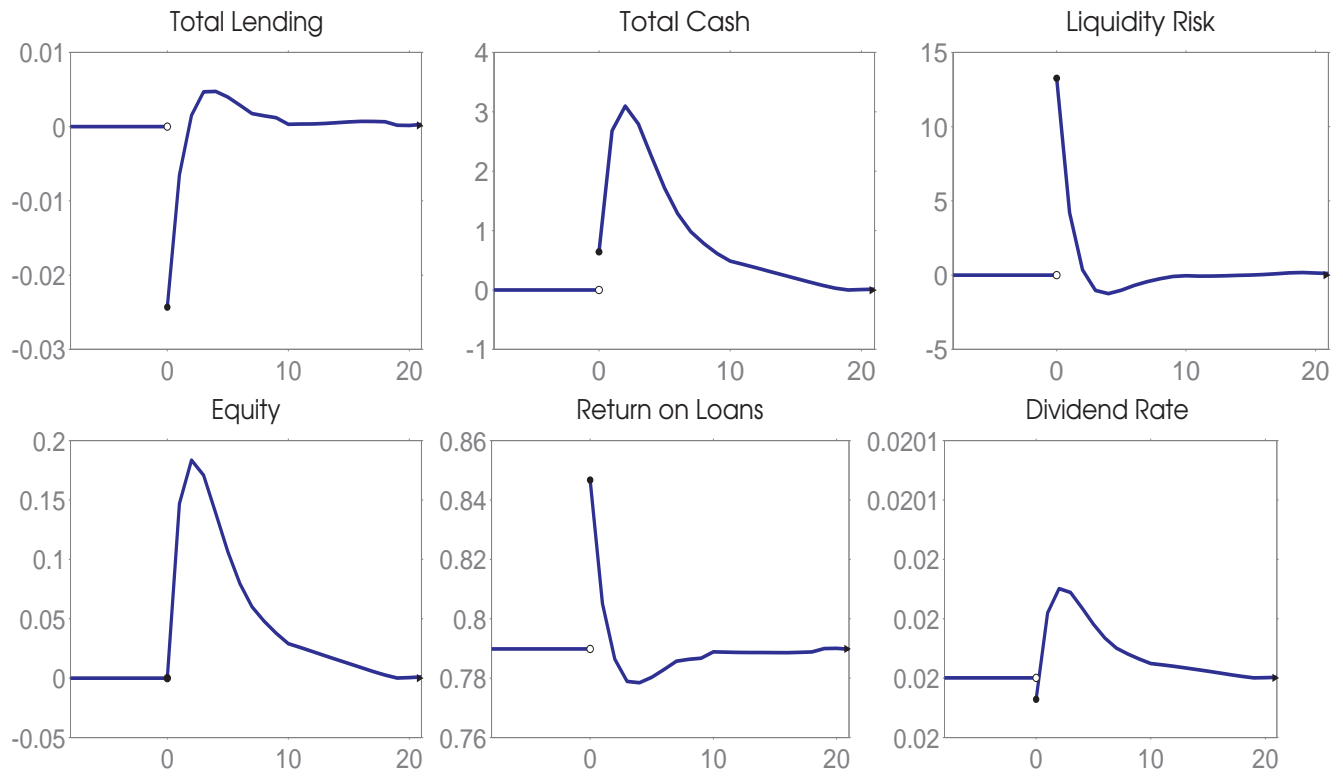 Total Lending
0.01
0
-0.01
-0.02
-0.03
0 10 20
Total Cash
4
3
2
1
0
-1
0 10 20
Liquidity Risk
15
10
5
0
-5
0 10 20
Equity
0.2
0.15
0.1
0.05
0
-0.05
0 10 20
Return on Loans
0.86
0.84
0.82
0.8
0.78
0.76
0 10 20
Dividend Rate
0.0201
0.0201
0.02
0.02
0.02
0.02
0 10 20